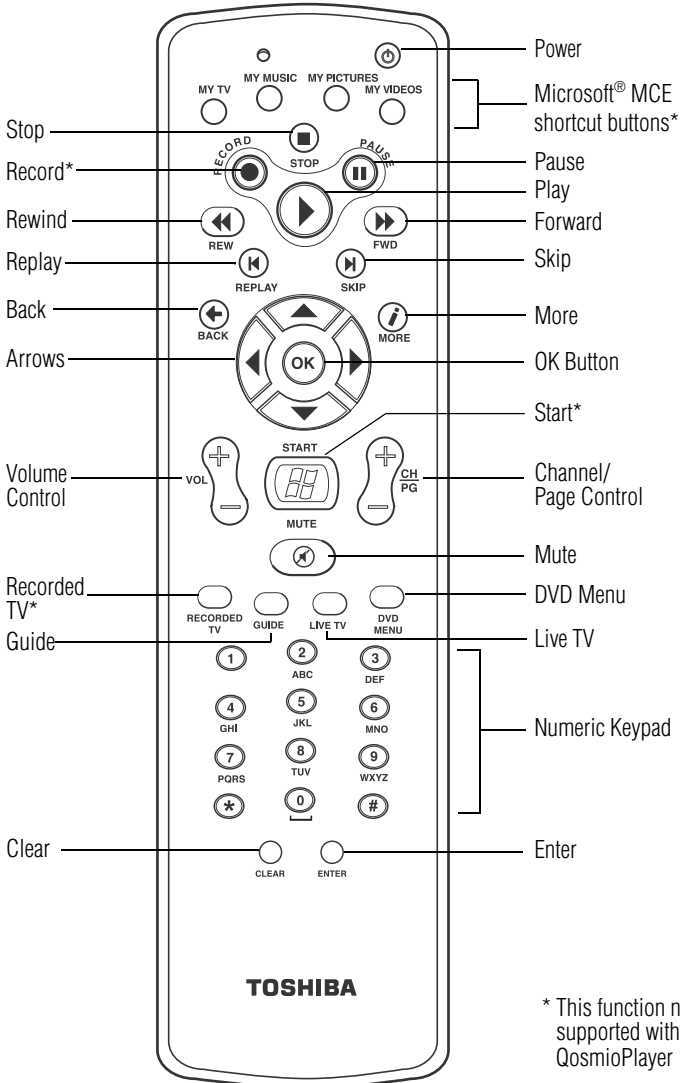 Power
MY TV
MY MUSIC
MY PICTURES
MY VIDEOS
Microsoft® MCE
shortcut buttons*
Stop
STOP
Record*
RECORD
PAUSE
Pause
Play
Rewind
REW
FWD
Forward
Replay
REPLAY
SKIP
Skip
Back
BACK
MORE
More
Arrows
OK
OK Button
Start*
START
Volume
Control
VOL
CH
PG
Channel/
Page Control
MUTE
Mute
Recorded
TV*
RECORDED
TV
GUIDE
LIVE TV
DVD
MENU
DVD Menu
Guide
Live TV
1
2
ABC
3
DEF
4
GHI
5
JKL
6
MNO
7
PQRS
8
TUV
9
WXYZ
*
0
#
Numeric Keypad
Clear
CLEAR
ENTER
Enter
TOSHIBA
* This function n
supported with
QosmioPlayer